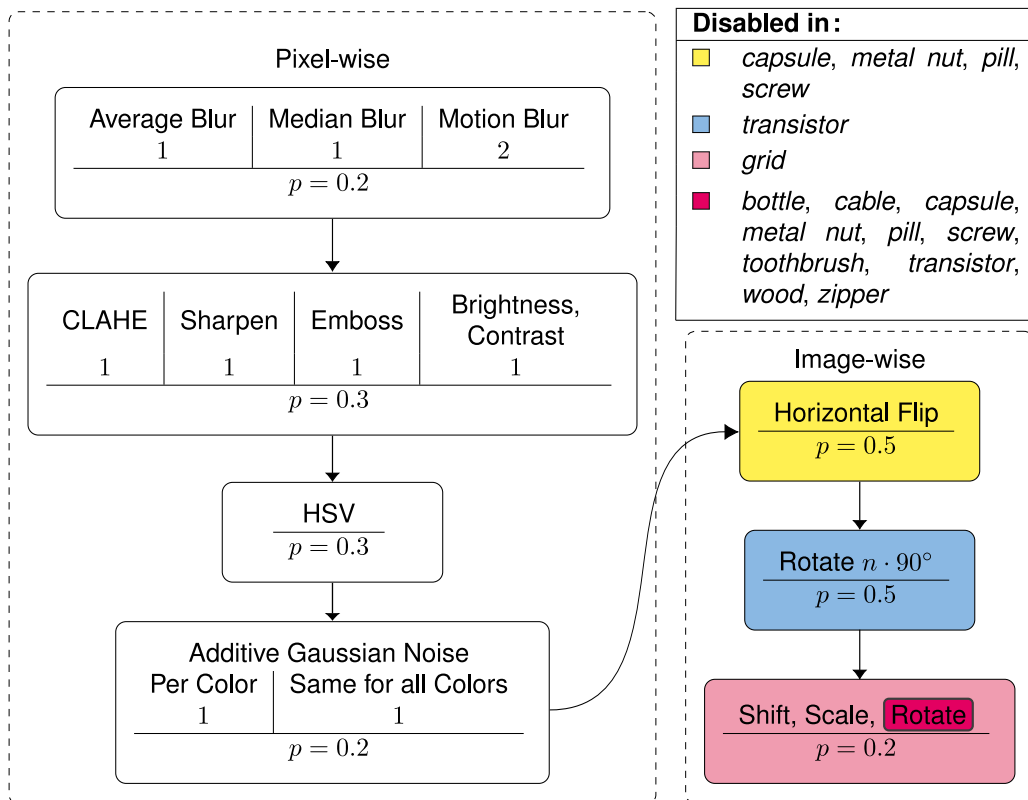 Pixel-wise
Average Blur Median Blur Motion Blur
1 1 2
p = 0.2
CLAHE Sharpen Emboss Brightness,
Contrast
1 1 1 1
p = 0.3
HSV
p = 0.3
Additive Gaussian Noise
Per Color Same for all Colors
1 1
p = 0.2
Disabled in:
capsule, metal nut, pill,
screw
transistor
grid
bottle, cable, capsule,
metal nut, pill, screw,
toothbrush, transistor,
wood, zipper
Image-wise
Horizontal Flip
p = 0.5
Rotate n · 90°
p = 0.5
Shift, Scale, Rotate
p = 0.2